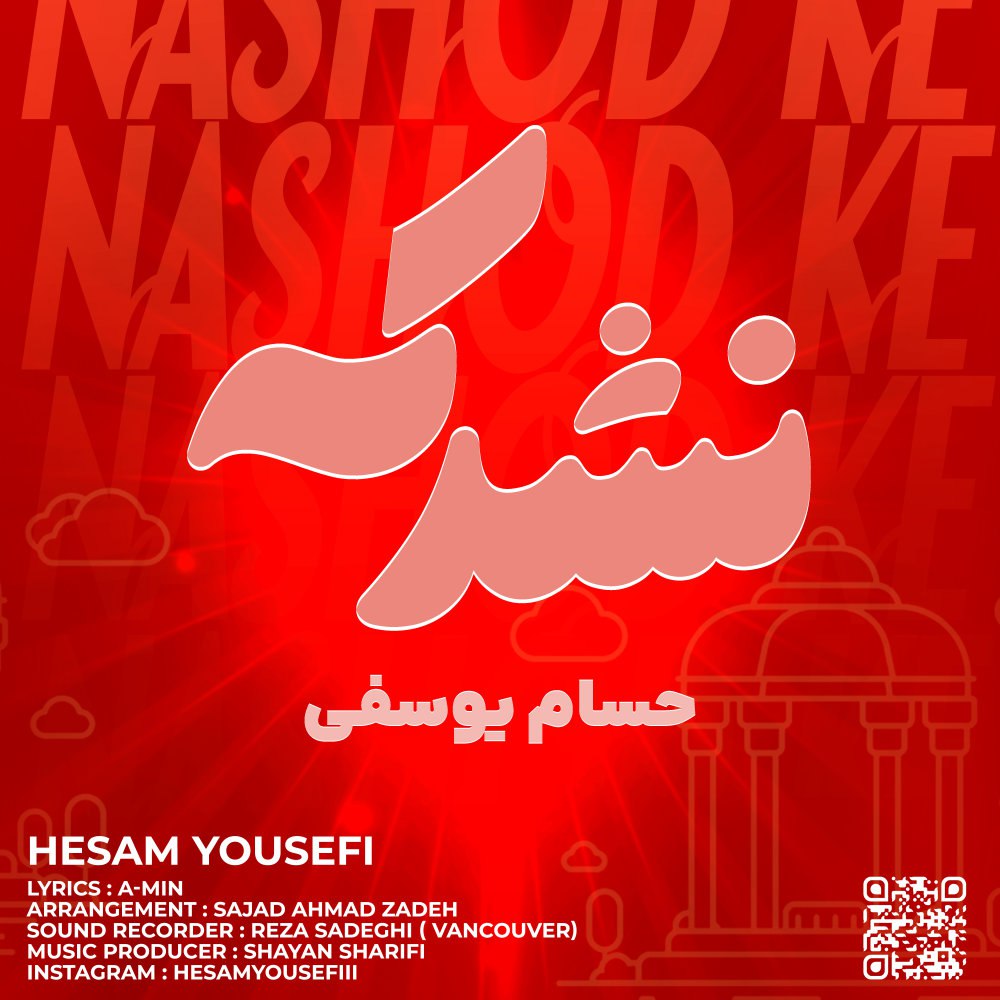 NASHOD KE
NASHOD KE
NASHOD KE
نشد که
حسام یوسفی
HESAM YOUSEFI
LYRICS : A-MIN
ARRANGEMENT : SAJAD AHMAD ZADEH
SOUND RECORDER : REZA SADEGHI ( VANCOUVER)
MUSIC PRODUCER : SHAYAN SHARIFI
INSTAGRAM : HESAMYOUSEFIII